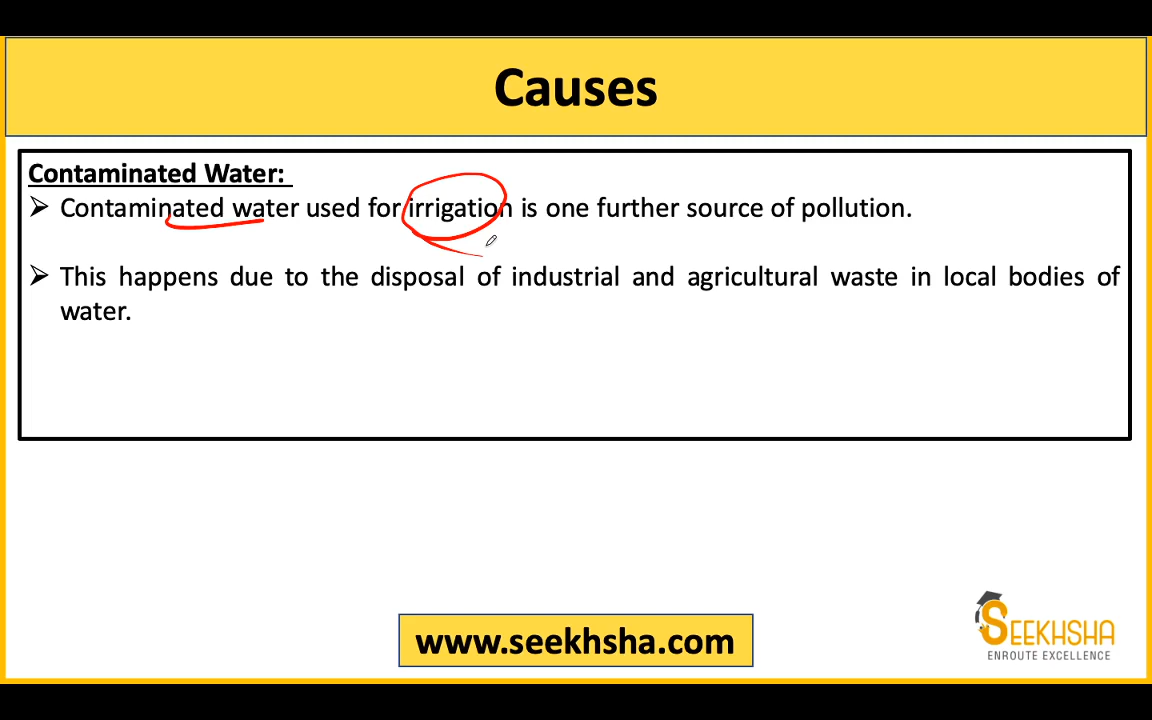 Causes
Contaminated Water:
➢ Contaminated water used for irrigation is one further source of pollution.
➢ This happens due to the disposal of industrial and agricultural waste in local bodies of
water.
www.seekhsha.com
SEEKHSHA
ENROUTE EXCELLENCE